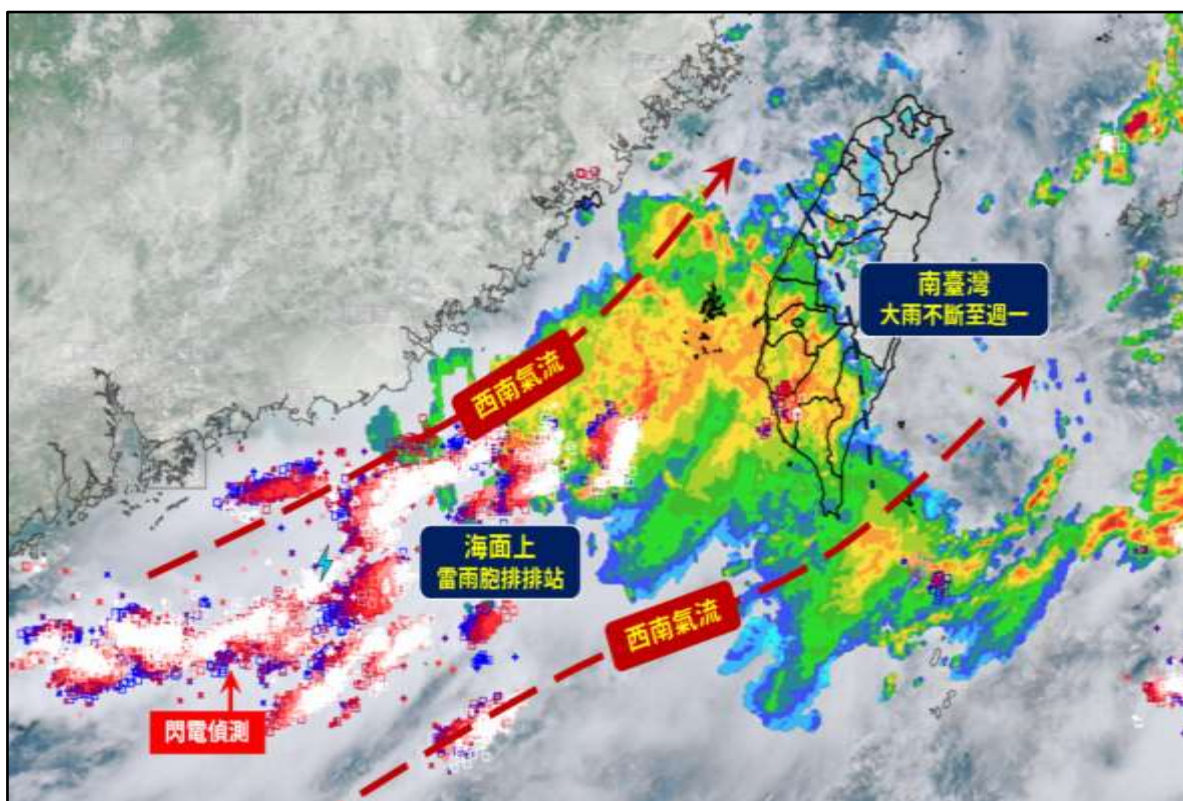 南臺灣
大雨不斷至週一
西南氣流
海面上
雷雨胞排排站
西南氣流
閃電偵測